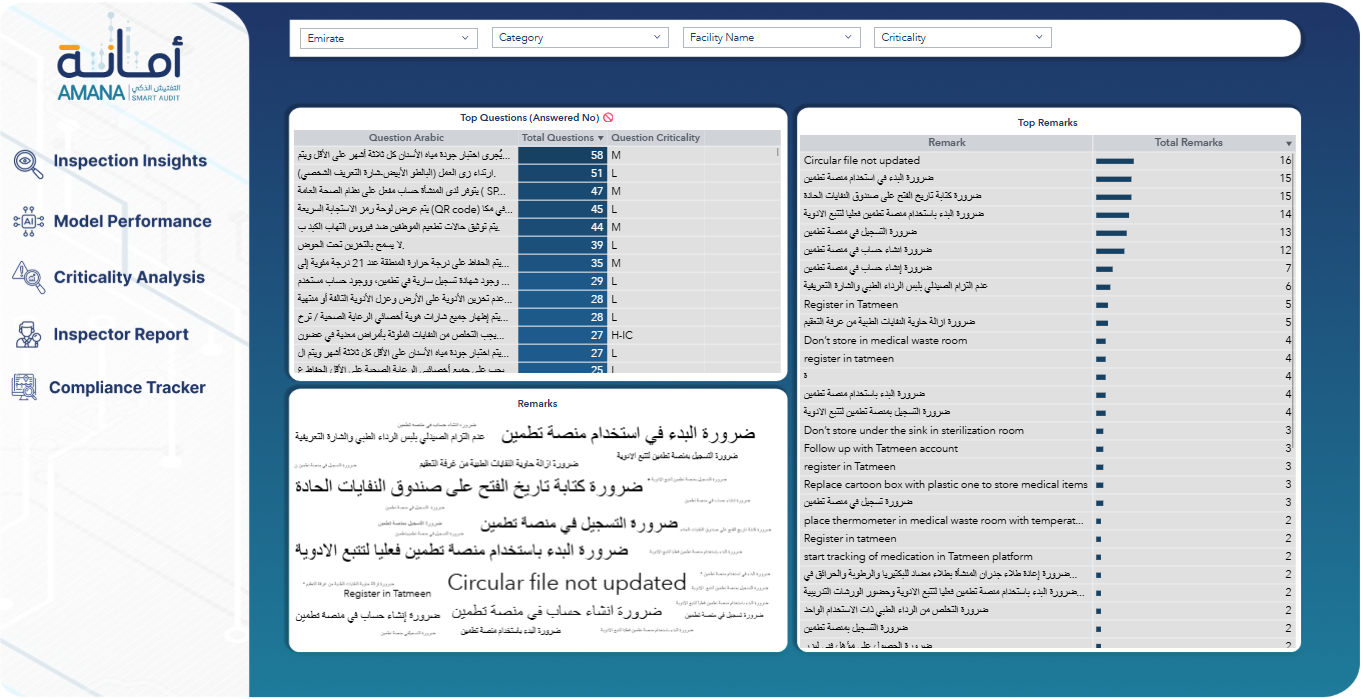 أمانة
AMANA
التفتيش الذكي
SMART AUDIT
Inspection Insights
Model Performance
Criticality Analysis
Inspector Report
Compliance Tracker
Emirate
Category
Facility Name
Criticality
Top Questions (Answered No)
Question Arabic Total Questions Question Criticality
يُجرى اختبار جودة مياه الأسنان كل ثلاثة أشهر على الأقل ويتم... 58 M
ارتداء زى العمل (البالطو الأبيض-شارة التعريف الشخصي). 51 L
يتوفر لدى المنشأة حساب مفعل على نظام الصحة العامة ( SP... 47 M
يتم عرض لوحة رمز الاستجابة السريعة (QR code) في مكا... 45 L
يتم توثيق حالات تطعيم الموظفين ضد فيروس التهاب الكبد ب. 44 M
لا يسمح بالتخزين تحت الحوض. 39 L
يتم الحفاظ على درجة حرارة المنطقة عند 21 درجة مئوية إلى... 35 M
وجود شهادة تسجيل سارية في تطمين، ووجود حساب مستخدم... 29 L
عدم تخزين الأدوية على الأرض وعزل الأدوية التالفة أو منتهية... 28 L
يتم إظهار جميع شارات هوية أخصائي الرعاية الصحية / ترخ... 28 L
يجب التخلص من النفايات الملوثة بأمراض معدية في غضون... 27 H-IC
يتم اختبار جودة مياه الأسنان على الأقل كل ثلاثة أشهر ويتم ال... 27 L
يجب على جميع أخصائيي الرعاية الصحية على الأقل الحفاظ ع 25 L
Remarks
ضرورة انشاء حساب في منصة تطمين
عدم التزام الصيدلي بلبس الرداء الطبي والشارة التعريفية
ضرورة البدء في استخدام منصة تطمين
ضرورة التسجيل بمنصة تطمين لتتبع الادوية
ضرورة ازالة حاوية النفايات الطبية من غرفة التعقيم
ضرورة كتابة تاريخ الفتح على صندوق النفايات الحادة
ضرورة التسجيل في منصة تطمين
ضرورة البدء باستخدام منصة تطمين فعليا لتتبع الادوية
Circular file not updated
Register in Tatmeen
ضرورة إنشاء حساب في منصة تطمين
ضرورة انشاء حساب في منصة تطمين
ضرورة تسجيل في منصة تطمين
ضرورة البدء باستخدام منصة تطمين
Top Remarks
Remark Total Remarks
Circular file not updated 16
ضرورة البدء في استخدام منصة تطمين 15
ضرورة كتابة تاريخ الفتح على صندوق النفايات الحادة 15
ضرورة البدء باستخدام منصة تطمين فعليا لتتبع الادوية 14
ضرورة التسجيل في منصة تطمين 13
ضرورة انشاء حساب في منصة تطمين 12
ضرورة إنشاء حساب في منصة تطمين 7
عدم التزام الصيدلي بلبس الرداء الطبي والشارة التعريفية 6
Register in Tatmeen 5
ضرورة ازالة حاوية النفايات الطبية من غرفة التعقيم 5
Don't store in medical waste room 4
register in tatmeen 4
ة 4
ضرورة البدء باستخدام منصة تطمين 4
ضرورة التسجيل بمنصة تطمين لتتبع الادوية 4
Don't store under the sink in sterilization room 3
Follow up with Tatmeen account 3
register in Tatmeen 3
Replace cartoon box with plastic one to store medical items 3
ضرورة تسجيل في منصة تطمين 3
place thermometer in medical waste room with temperat... 2
Register in tatmeen 2
start tracking of medication in Tatmeen platform 2
ضرورة إعادة طلاء جدران المنشأة بطلاء مضاد للبكتيريا والرطوبة والحرائق في... 2
ضرورة البدء باستخدام منصة تطمين فعليا لتتبع الادوية وحضور الورشات التدريبية... 2
ضرورة التخلص من الرداء الطبي ذات الاستخدام الواحد 2
ضرورة التسجيل بمنصة تطمين 2
ضرورة الحصول على مؤهل فني ليزر 2